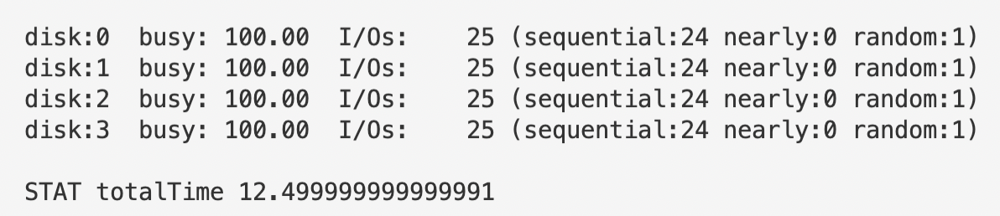 disk:0  busy: 100.00  I/Os:    25 (sequential:24 nearly:0 random:1)
disk:1  busy: 100.00  I/Os:    25 (sequential:24 nearly:0 random:1)
disk:2  busy: 100.00  I/Os:    25 (sequential:24 nearly:0 random:1)
disk:3  busy: 100.00  I/Os:    25 (sequential:24 nearly:0 random:1)
STAT totalTime 12.499999999999991